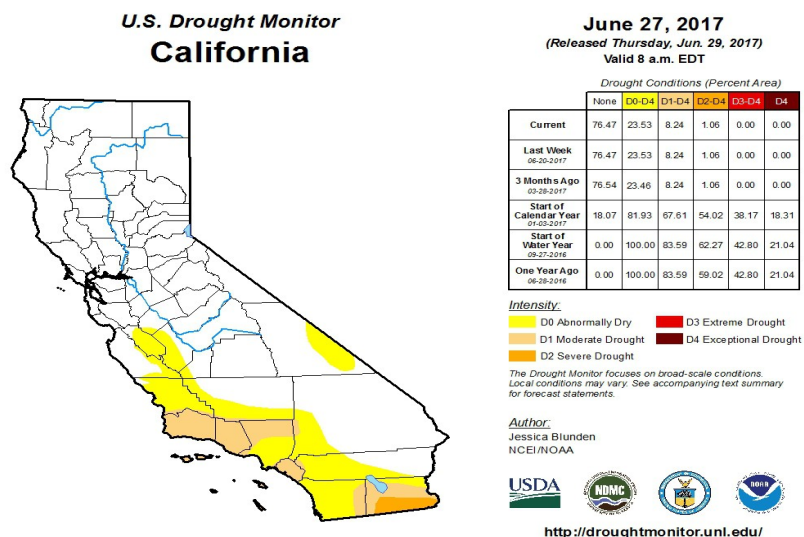 U.S. Drought Monitor
California
June 27, 2017
(Released Thursday, Jun. 29, 2017)
Valid 8 a.m. EDT
Drought Conditions (Percent Area)
None D0-D4 D1-D4 D2-D4 D3-D4 D4
Current 76.47 23.53 8.24 1.06 0.00 0.00
Last Week
06-20-2017
76.47 23.53 8.24 1.06 0.00 0.00
3 Months Ago
03-28-2017
76.54 23.46 8.24 1.06 0.00 0.00
Start of
Calendar Year
01-03-2017
18.07 81.93 67.61 54.02 38.17 18.31
Start of
Water Year
09-27-2016
0.00 100.00 83.59 62.27 42.80 21.04
One Year Ago
06-28-2016
0.00 100.00 83.59 59.02 42.80 21.04
Intensity:
D0 Abnormally Dry
D1 Moderate Drought
D2 Severe Drought
D3 Extreme Drought
D4 Exceptional Drought
The Drought Monitor focuses on broad-scale conditions.
Local conditions may vary. See accompanying text summary
for forecast statements.
Author:
Jessica Blunden
NCEI/NOAA
USDA
NDMC
NOAA
http://droughtmonitor.unl.edu/